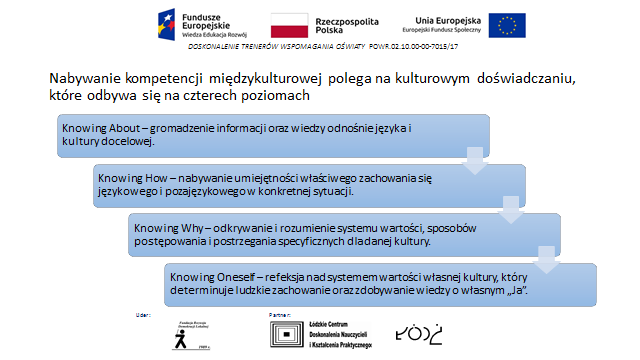 Fundusze
Europejskie
Wiedza Edukacja Rozwój
Rzeczpospolita
Polska
Unia Europejska
Europejski Fundusz Społeczny
DOSKONALENIE TRENERÓW WSPOMAGANIA OŚWIATY POWR.02.10.00-00-7015/17
Nabywanie kompetencji międzykulturowej polega na kulturowym doświadczaniu,
które odbywa się na czterech poziomach
Knowing About – gromadzenie informacji oraz wiedzy odnośnie języka i
kultury docelowej.
Knowing How – nabywanie umiejętności właściwego zachowania się
językowego i pozajęzykowego w konkretnej sytuacji.
Knowing Why – odkrywanie i rozumienie systemu wartości, sposobów
postępowania i postrzegania specyficznych dla danej kultury.
Knowing Oneself – refeksja nad systemem wartości własnej kultury, który
determinuje ludzkie zachowanie oraz zdobywanie wiedzy o własnym „Ja”.
Lider:
Partner:
Fundacja Rozwoju
Demokracji Lokalnej
Łódzkie Centrum
Doskonalenia Nauczycieli
i Kształcenia Praktycznego